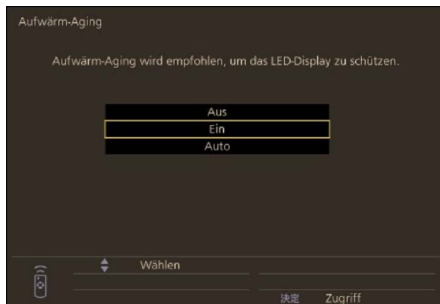 Aufwärm-Aging
Aufwärm-Aging wird empfohlen, um das LED-Display zu schützen.
Aus
Ein
Auto
Wählen
決定 Zugriff